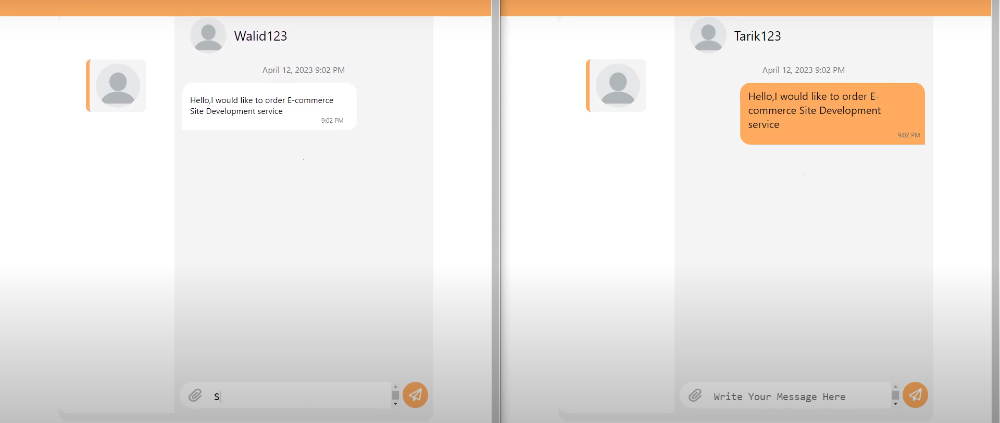 Walid123
April 12, 2023 9:02 PM
Hello,I would like to order E-commerce
Site Development service
9:02 PM
S
Tarik123
April 12, 2023 9:02 PM
Hello,I would like to order E-
commerce Site Development
service
9:02 PM
Write Your Message Here